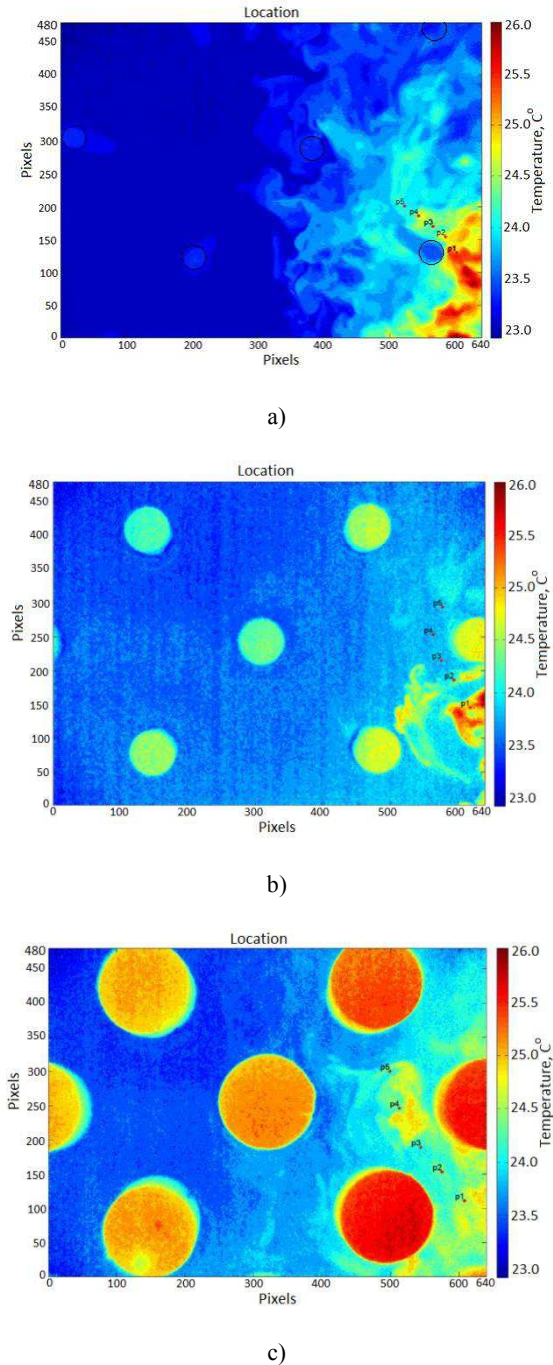 Location
480
450
400
350
300
250
200
150
100
50
0
Pixels
0 100 200 300 400 500 600 640
Pixels
p5
p4
p3
p2
p1
26.0
25.5
25.0
24.5
24.0
23.5
23.0
Temperature, C°
a)
Location
480
450
400
350
300
250
200
150
100
50
0
Pixels
0 100 200 300 400 500 600 640
Pixels
p5
p4
p3
p2
p1
26.0
25.5
25.0
24.5
24.0
23.5
23.0
Temperature, C°
b)
Location
480
450
400
350
300
250
200
150
100
50
0
Pixels
0 100 200 300 400 500 600 640
Pixels
p5
p4
p3
p2
p1
26.0
25.5
25.0
24.5
24.0
23.5
23.0
Temperature, C°
c)